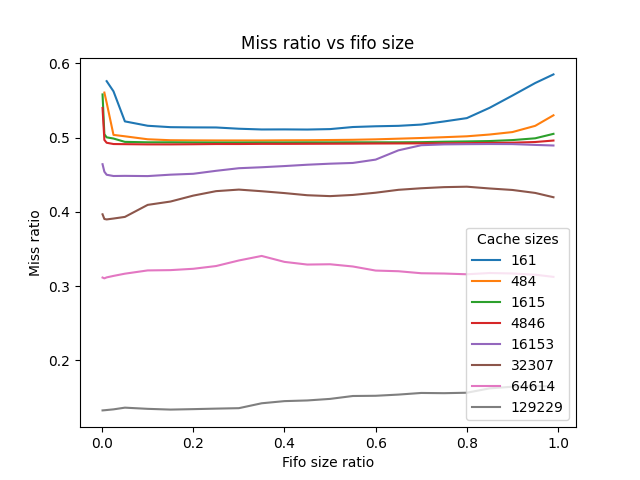 Miss ratio vs fifo size
0.6
0.5
0.4
0.3
0.2
Miss ratio
Cache sizes
161
484
1615
4846
16153
32307
64614
129229
0.0 0.2 0.4 0.6 0.8 1.0
Fifo size ratio